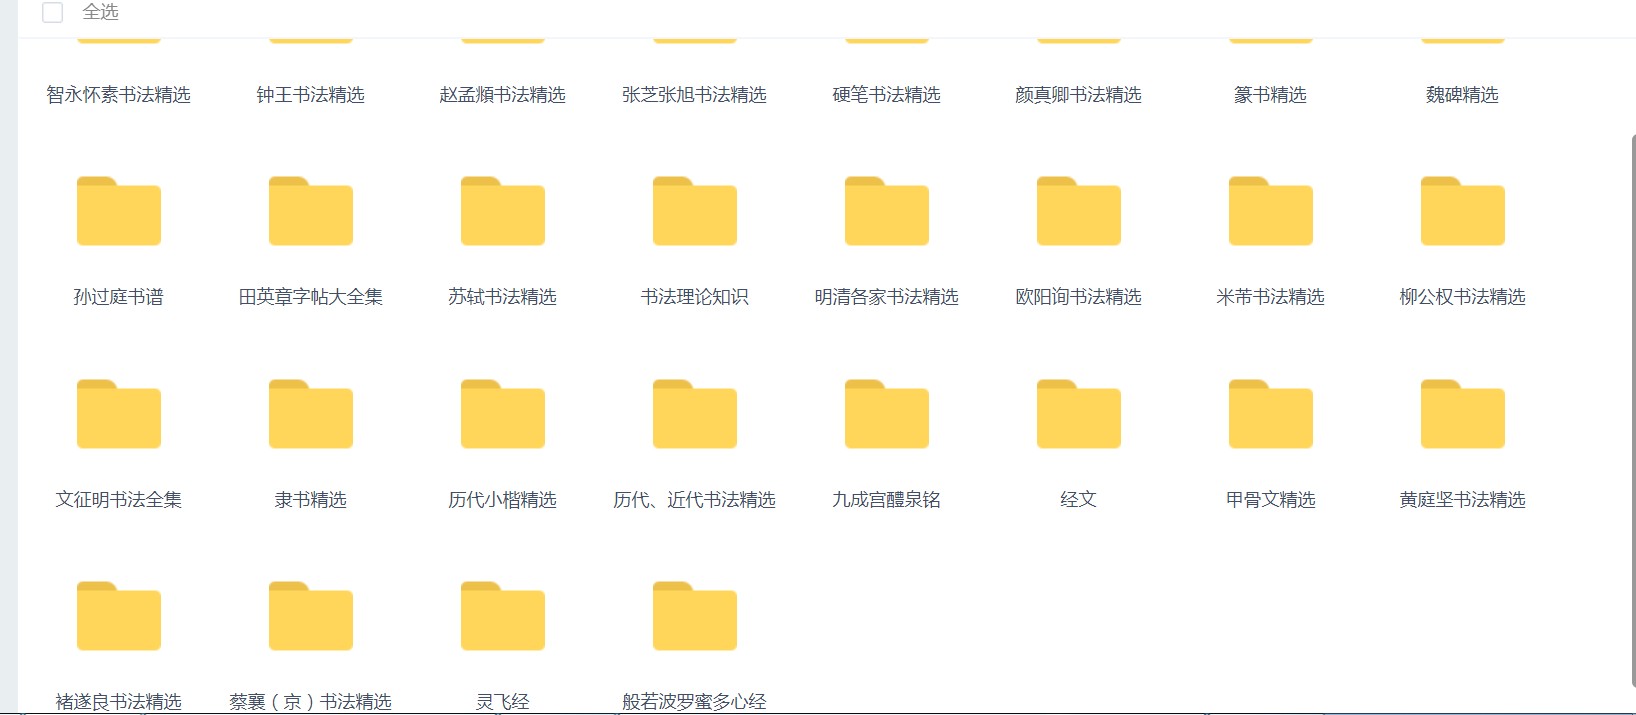 全选
智永怀素书法精选
钟王书法精选
赵孟頫书法精选
张芝张旭书法精选
硬笔书法精选
颜真卿书法精选
篆书精选
魏碑精选
孙过庭书谱
田英章字帖大全集
苏轼书法精选
书法理论知识
明清各家书法精选
欧阳询书法精选
米芾书法精选
柳公权书法精选
文征明书法全集
隶书精选
历代小楷精选
历代、近代书法精选
九成宫醴泉铭
经文
甲骨文精选
黄庭坚书法精选
褚遂良书法精选
蔡襄（京）书法精选
灵飞经
般若波罗蜜多心经